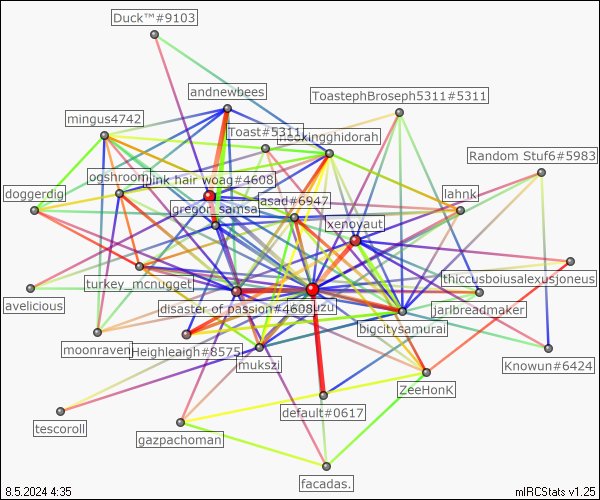 Duck™#9103
andnewbees
ToastephBroseph5311#5311
mingus4742
Toast#5311
Random Stuf6#5983
ogshroom
pink hair woag#4608
doggerdig
asad#6947
lahnk
gregor_samsa
xenoyaut
turkey_mcnugget
thiccusboiusalexusjoneus
avelicious
disaster of passion#4608
jarlbreadmaker
bigcitysamurai
moonraven
Heighleaigh#8575
mukszi
Knowun#6424
ZeeHonK
default#0617
tescoroll
gazpachoman
facadas.
8.5.2024 4:35
mIRCStats v1.25